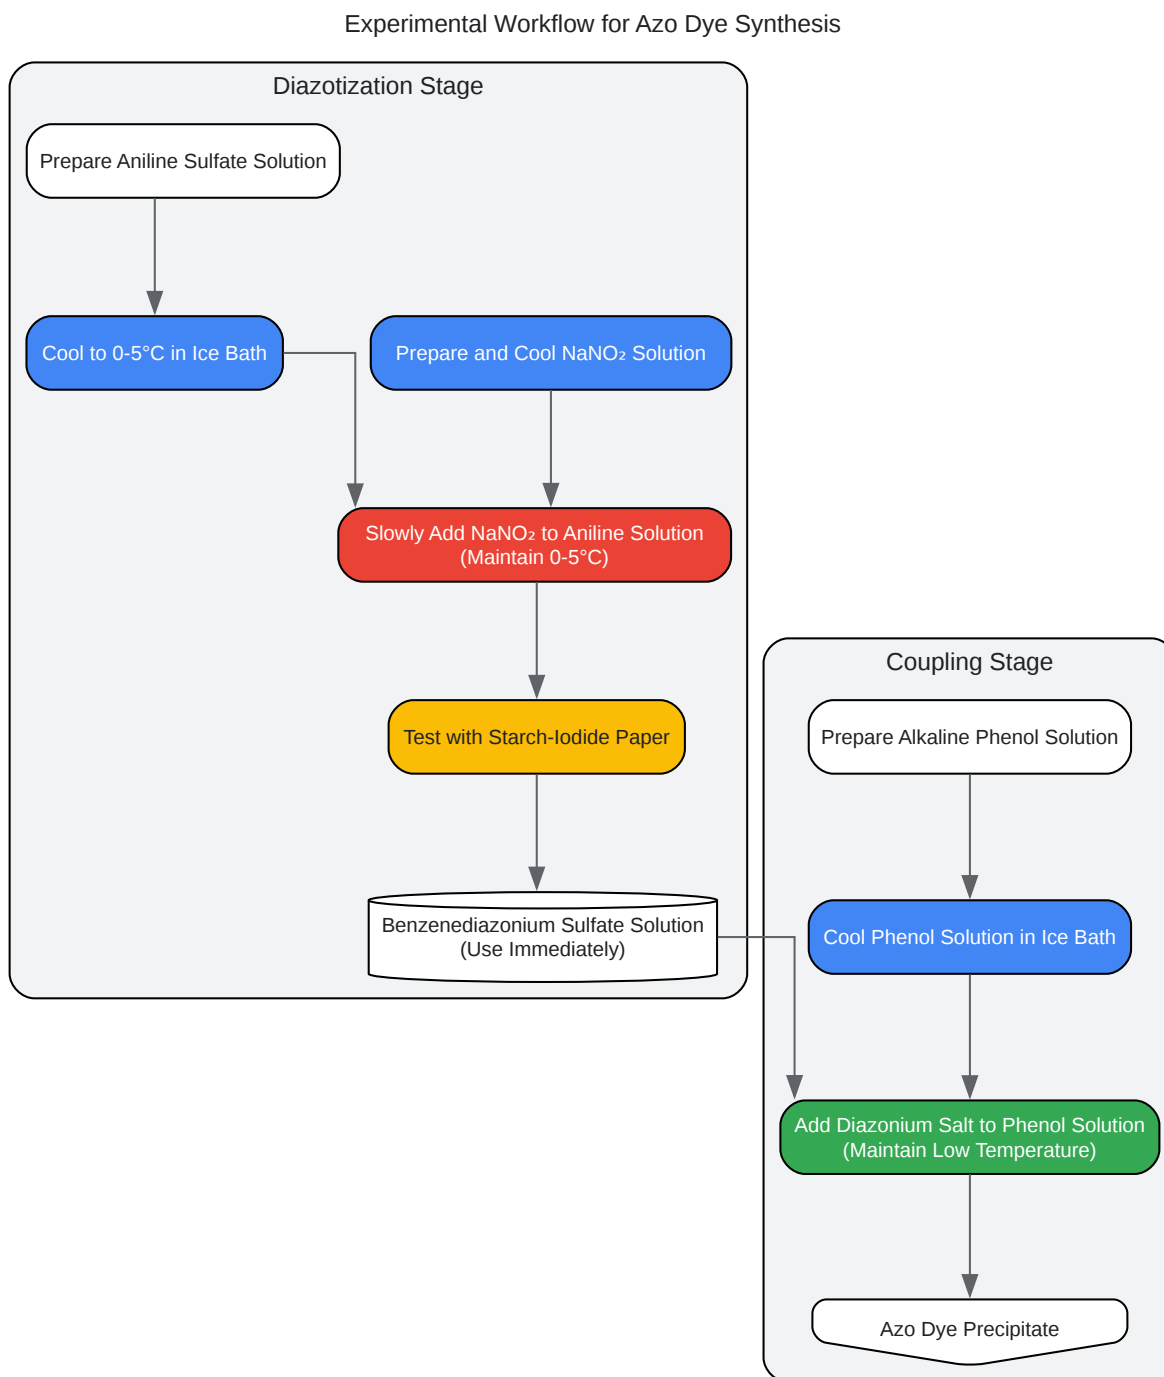 Experimental Workflow for Azo Dye Synthesis
Diazotization Stage
Prepare Aniline Sulfate Solution
Cool to 0-5°C in Ice Bath
Prepare and Cool NaNO₂ Solution
Slowly Add NaNO₂ to Aniline Solution
(Maintain 0-5°C)
Test with Starch-Iodide Paper
Benzenediazonium Sulfate Solution
(Use Immediately)
Coupling Stage
Prepare Alkaline Phenol Solution
Cool Phenol Solution in Ice Bath
Add Diazonium Salt to Phenol Solution
(Maintain Low Temperature)
Azo Dye Precipitate